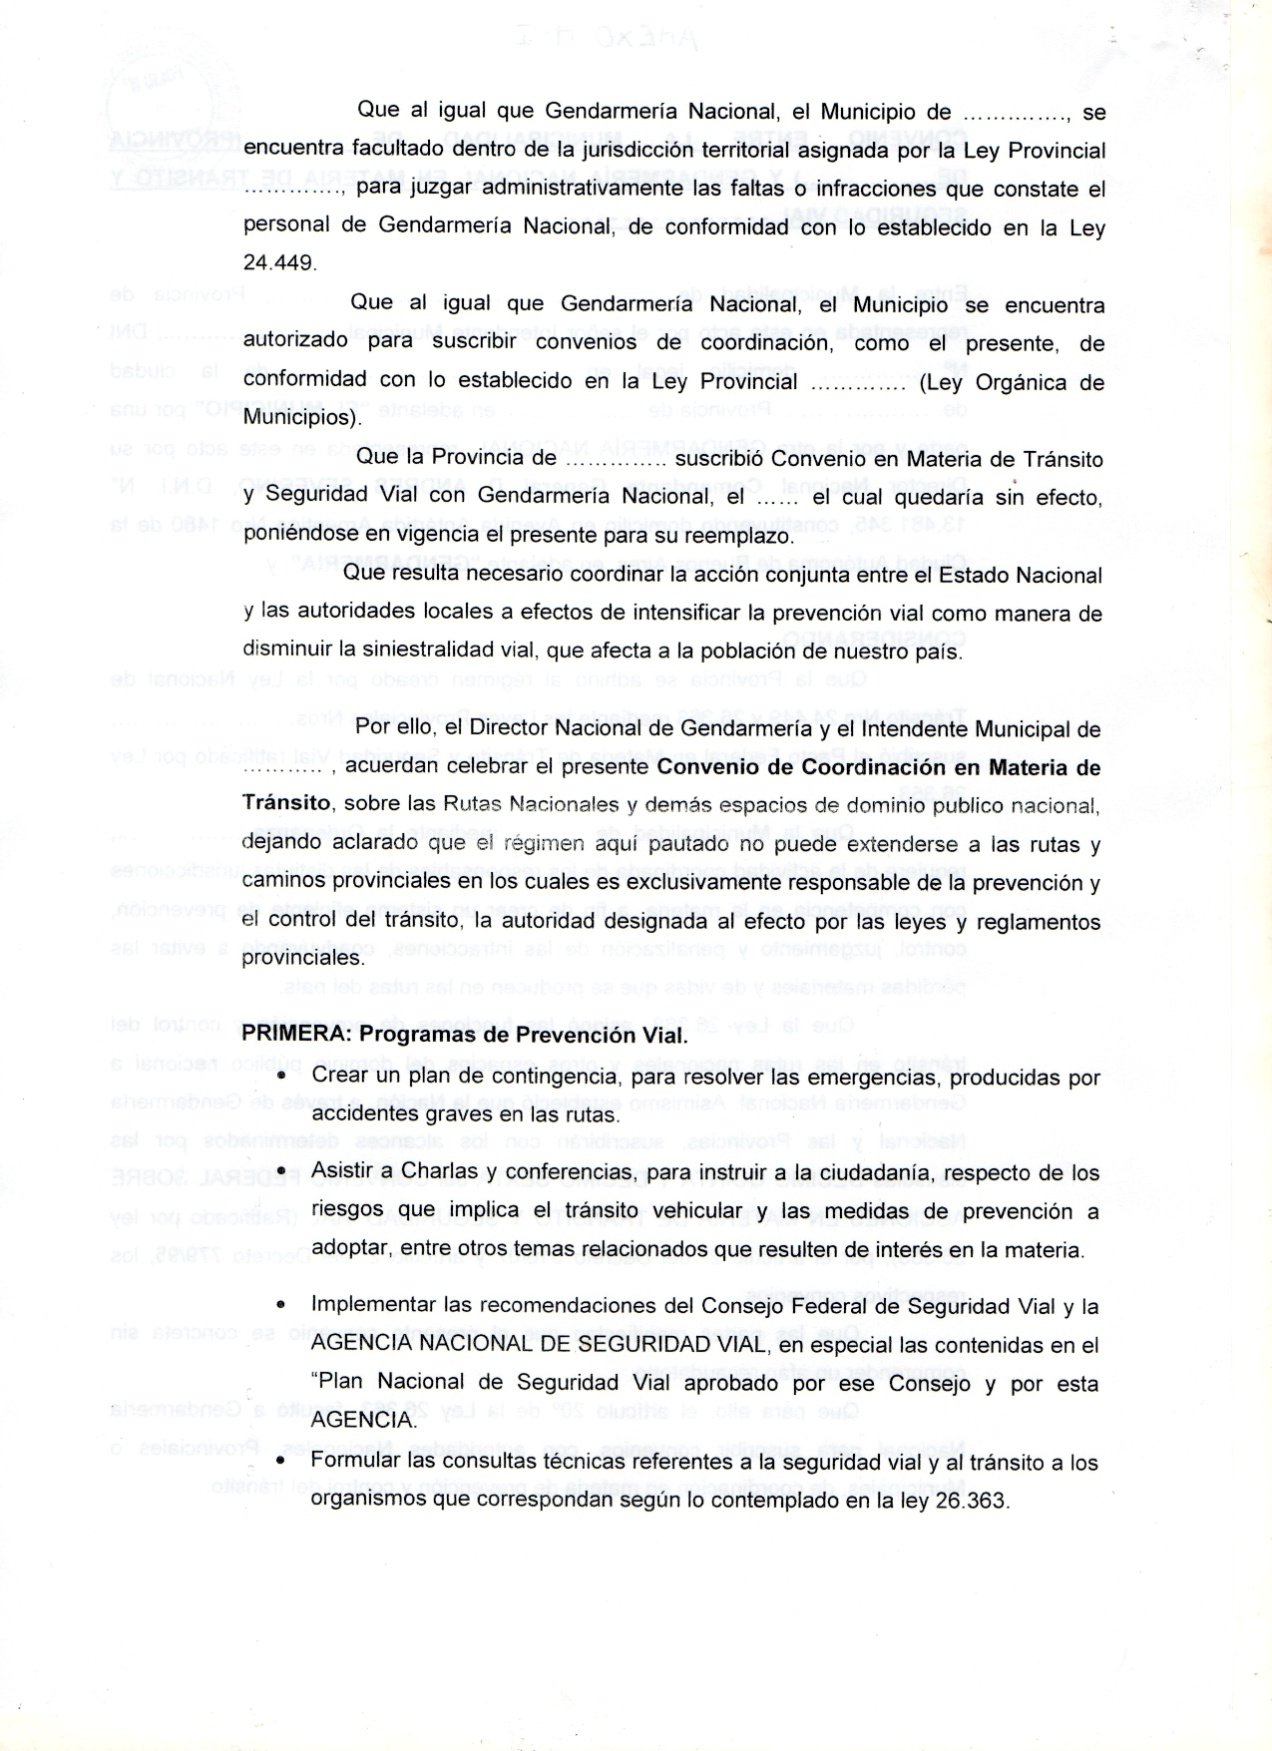 Que al igual que Gendarmería Nacional, el Municipio de .............., se
encuentra facultado dentro de la jurisdicción territorial asignada por la Ley Provincial
............., para juzgar administrativamente las faltas o infracciones que constate el
personal de Gendarmería Nacional, de conformidad con lo establecido en la Ley
24.449.
Que al igual que Gendarmería Nacional, el Municipio se encuentra
autorizado para suscribir convenios de coordinación, como el presente, de
conformidad con lo establecido en la Ley Provincial ............. (Ley Orgánica de
Municipios).
Que la Provincia de .............. suscribió Convenio en Materia de Tránsito
y Seguridad Vial con Gendarmería Nacional, el ...... el cual quedaría sin efecto,
poniéndose en vigencia el presente para su reemplazo.
Que resulta necesario coordinar la acción conjunta entre el Estado Nacional
y las autoridades locales a efectos de intensificar la prevención vial como manera de
disminuir la siniestralidad vial, que afecta a la población de nuestro país.
Por ello, el Director Nacional de Gendarmería y el Intendente Municipal de
........... , acuerdan celebrar el presente Convenio de Coordinación en Materia de
Tránsito, sobre las Rutas Nacionales y demás espacios de dominio publico nacional,
dejando aclarado que el régimen aquí pautado no puede extenderse a las rutas y
caminos provinciales en los cuales es exclusivamente responsable de la prevención y
el control del tránsito, la autoridad designada al efecto por las leyes y reglamentos
provinciales.
PRIMERA: Programas de Prevención Vial.
• Crear un plan de contingencia, para resolver las emergencias, producidas por
accidentes graves en las rutas.
• Asistir a Charlas y conferencias, para instruir a la ciudadanía, respecto de los
riesgos que implica el tránsito vehicular y las medidas de prevención a
adoptar, entre otros temas relacionados que resulten de interés en la materia.
• Implementar las recomendaciones del Consejo Federal de Seguridad Vial y la
AGENCIA NACIONAL DE SEGURIDAD VIAL, en especial las contenidas en el
“Plan Nacional de Seguridad Vial aprobado por ese Consejo y por esta
AGENCIA.
• Formular las consultas técnicas referentes a la seguridad vial y al tránsito a los
organismos que correspondan según lo contemplado en la ley 26.363.